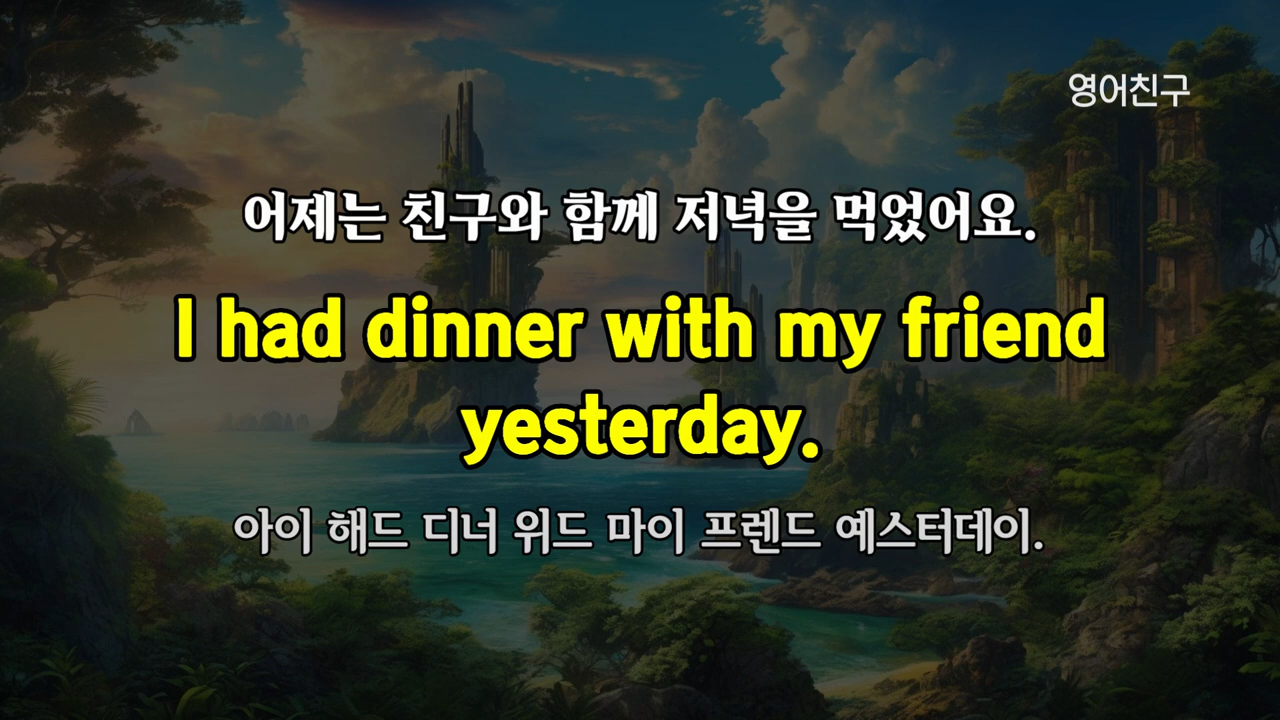 영어친구
어제는 친구와 함께 저녁을 먹었어요.
I had dinner with my friend
yesterday.
아이 해드 디너 위드 마이 프렌드 예스터데이.